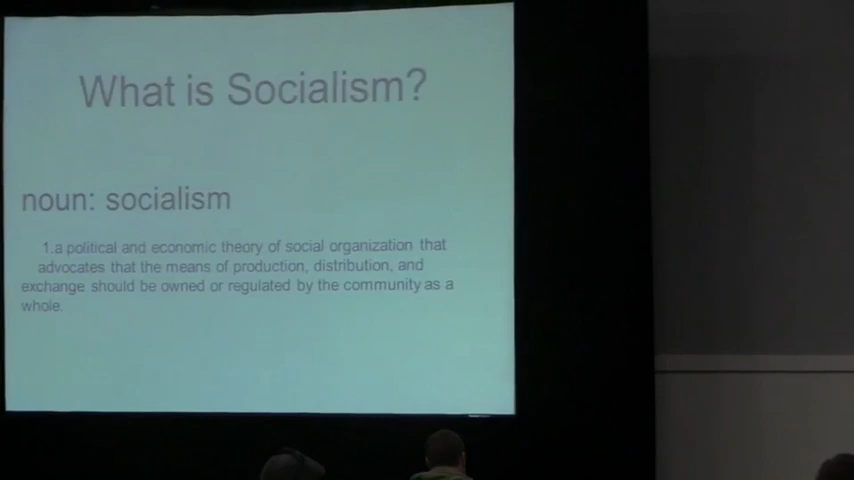 What is Socialism?
noun: socialism
1.a political and economic theory of social organization that
advocates that the means of production, distribution, and
exchange should be owned or regulated by the community as a
whole.